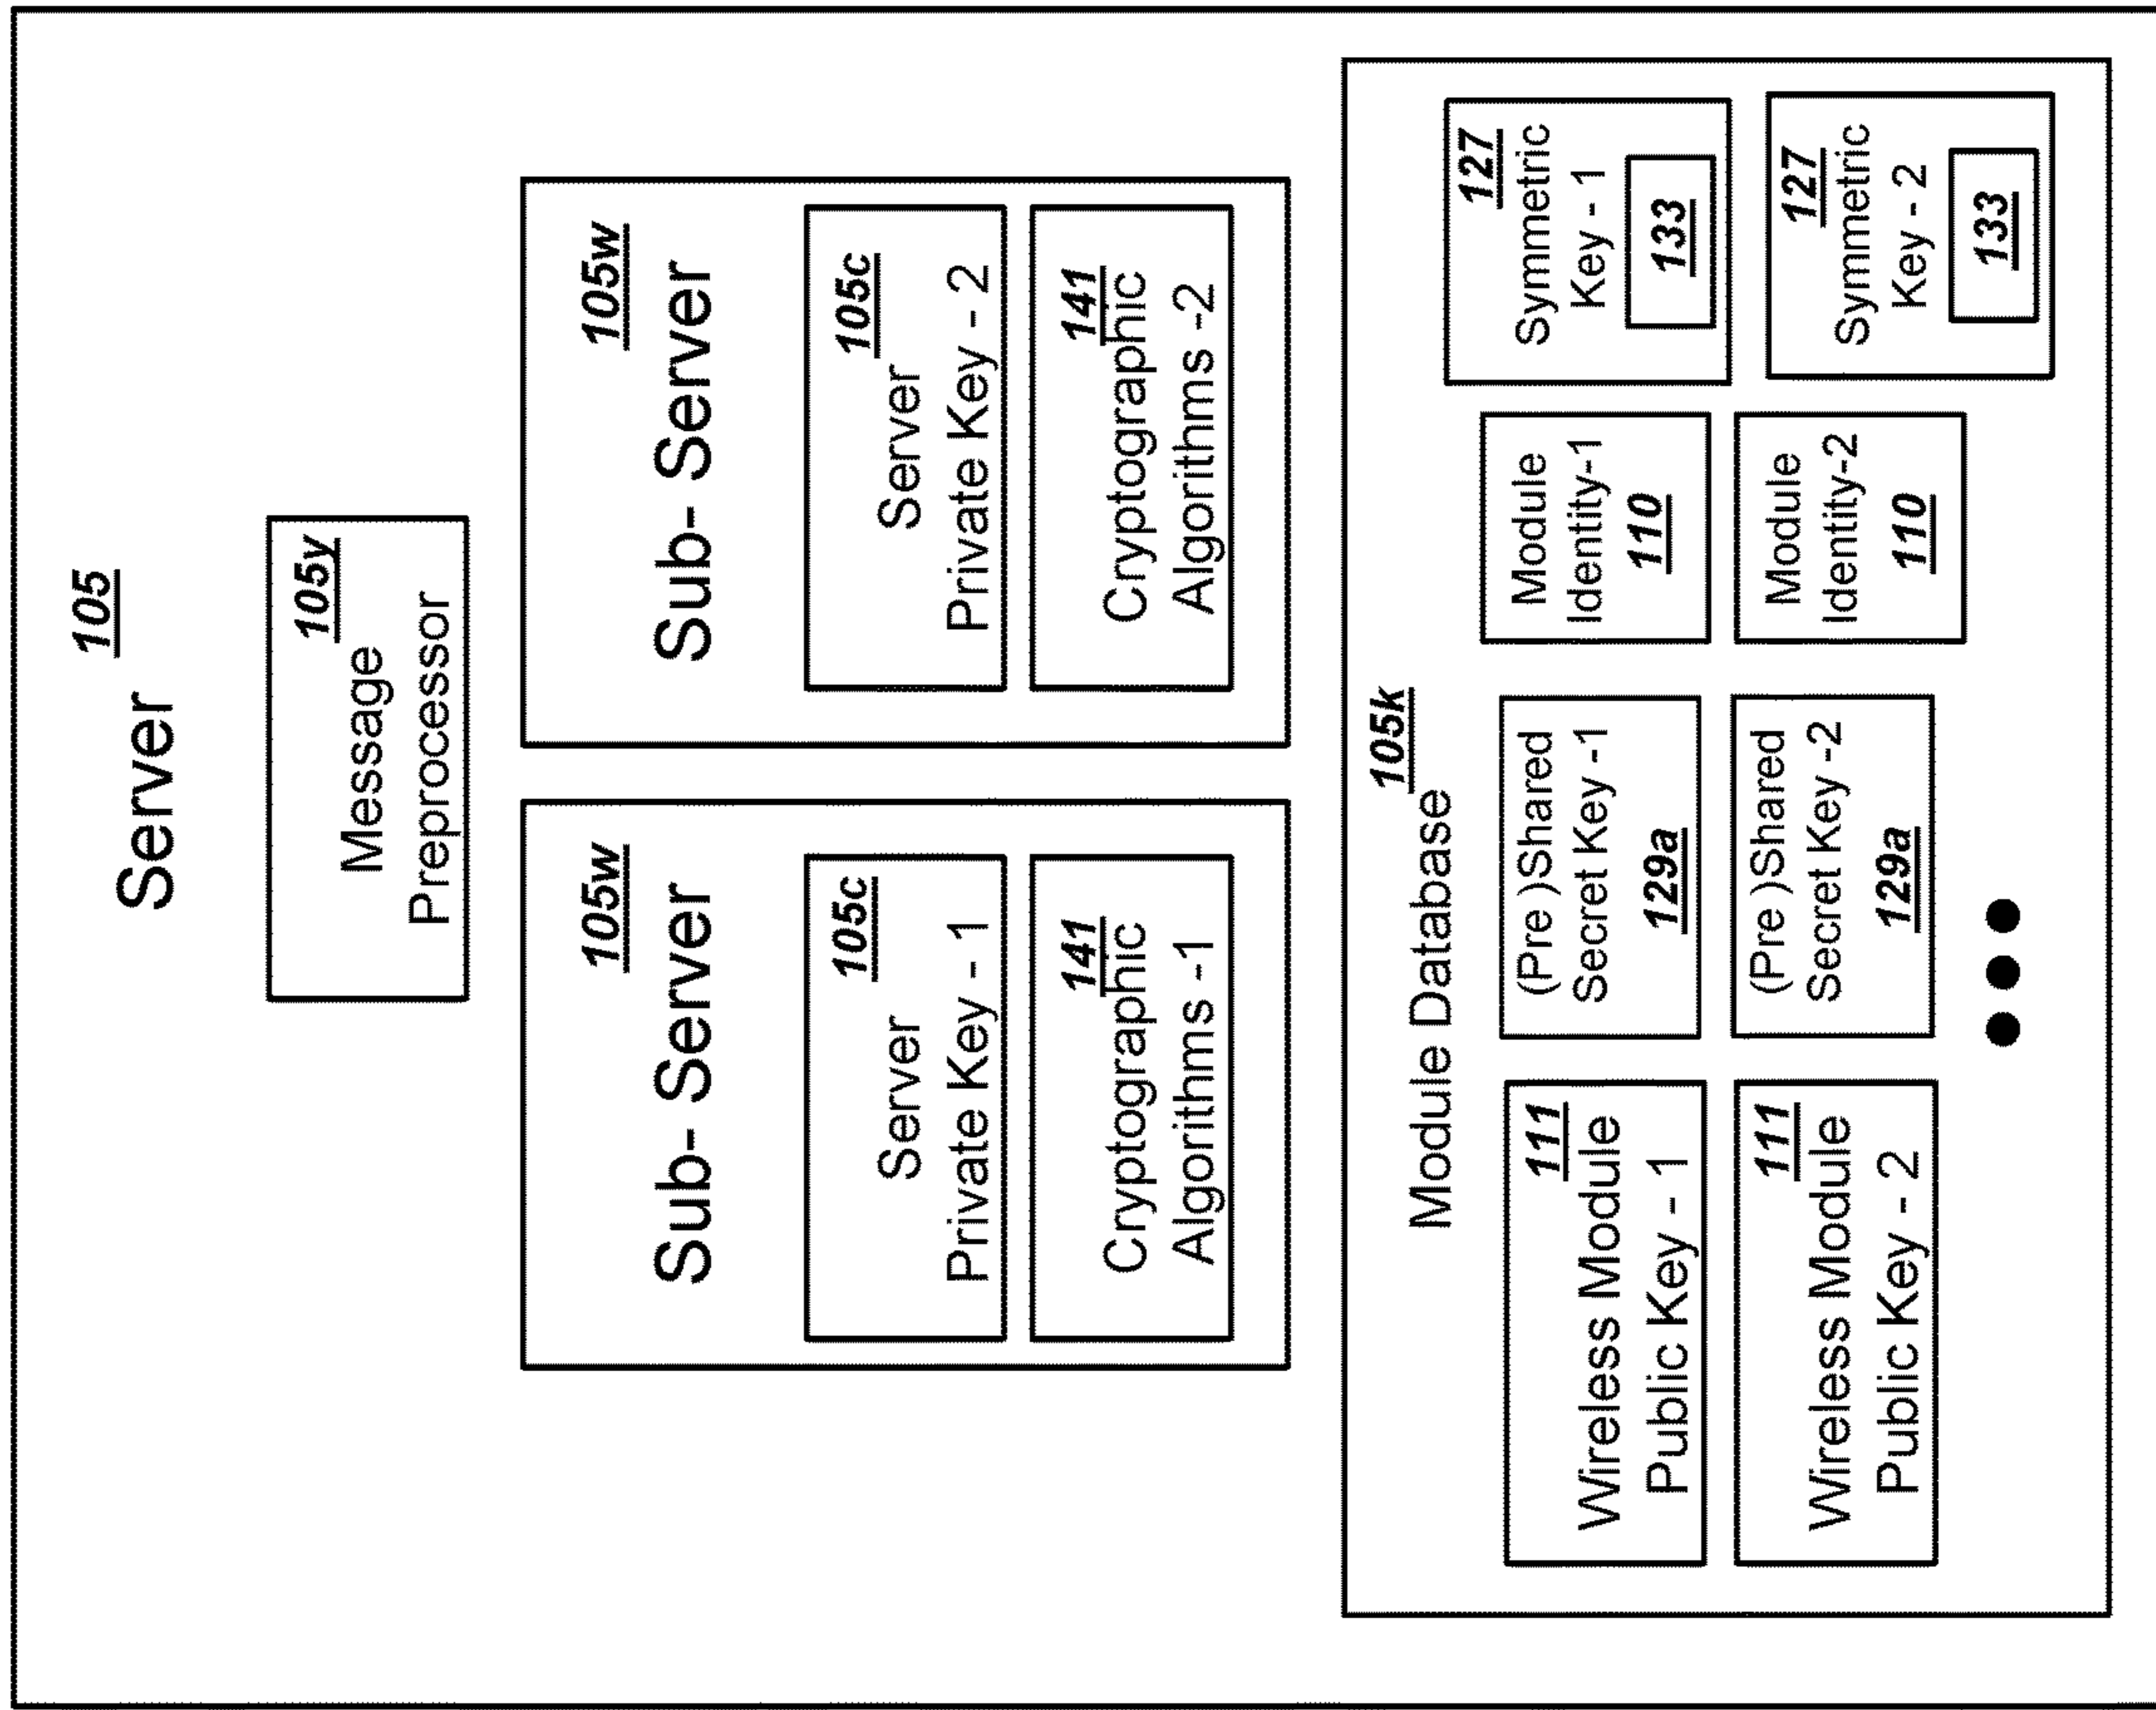 105
Server
105y
Message
Preprocessor
105w
Sub- Server
105c
Server
Private Key - 1
141
Cryptographic
Algorithms -1
105w
Sub- Server
105c
Server
Private Key - 2
141
Cryptographic
Algorithms -2
105k
Module Database
111
Wireless Module
Public Key - 1
(Pre )Shared
Secret Key -1
129a
Module
Identity-1
110
127
Symmetric
Key - 1
133
111
Wireless Module
Public Key - 2
(Pre )Shared
Secret Key -2
129a
Module
Identity-2
110
127
Symmetric
Key - 2
133